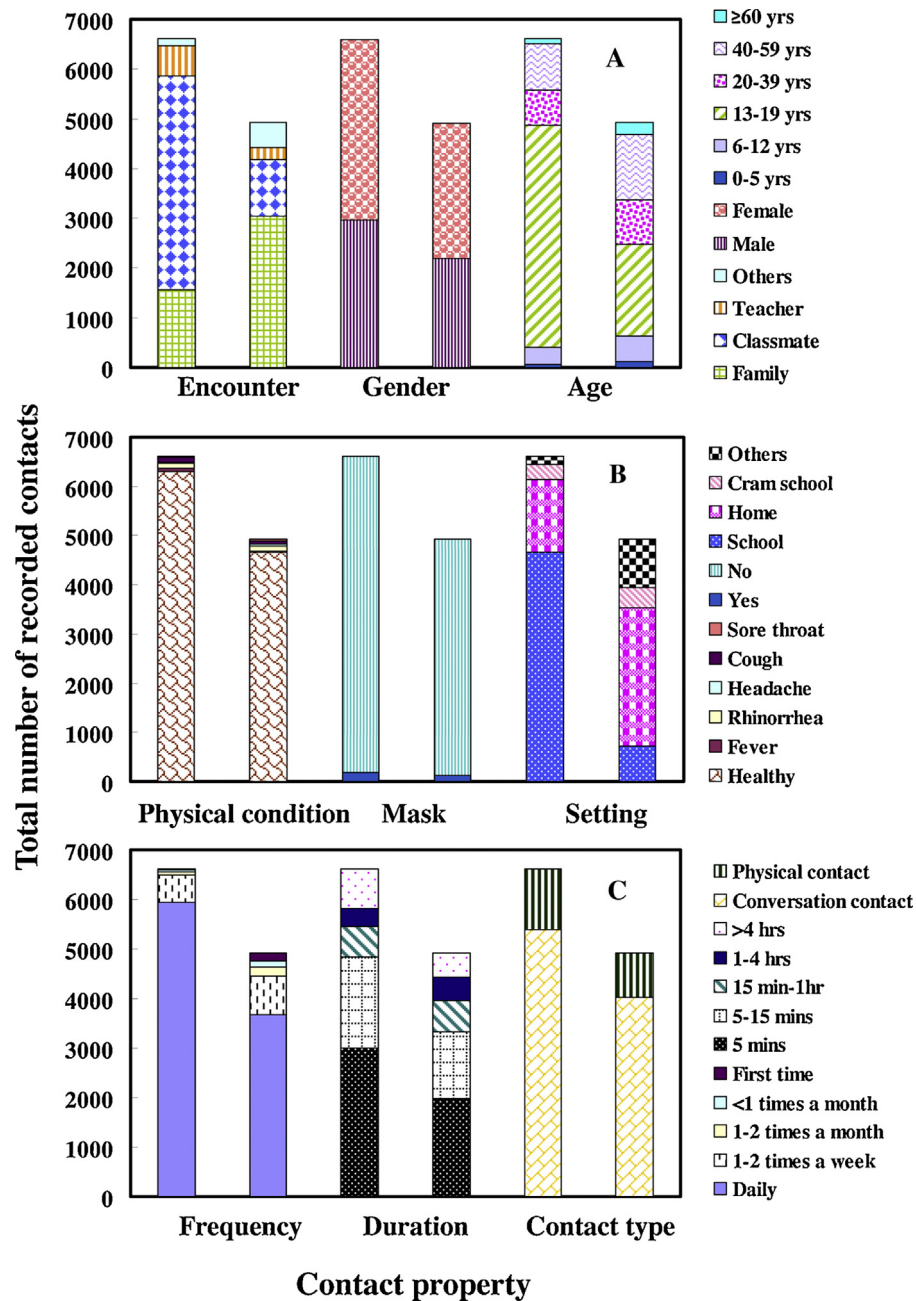 Total number of recorded contacts
7000
6000
5000
4000
3000
2000
1000
0
A
Encounter Gender Age
≥60 yrs
40-59 yrs
20-39 yrs
13-19 yrs
6-12 yrs
0-5 yrs
Female
Male
Others
Teacher
Classmate
Family
7000
6000
5000
4000
3000
2000
1000
0
B
Physical condition Mask Setting
Others
Cram school
Home
School
No
Yes
Sore throat
Cough
Headache
Rhinorrhea
Fever
Healthy
7000
6000
5000
4000
3000
2000
1000
0
C
Frequency Duration Contact type
Physical contact
Conversation contact
>4 hrs
1-4 hrs
15 min-1hr
5-15 mins
5 mins
First time
<1 times a month
1-2 times a month
1-2 times a week
Daily
Contact property